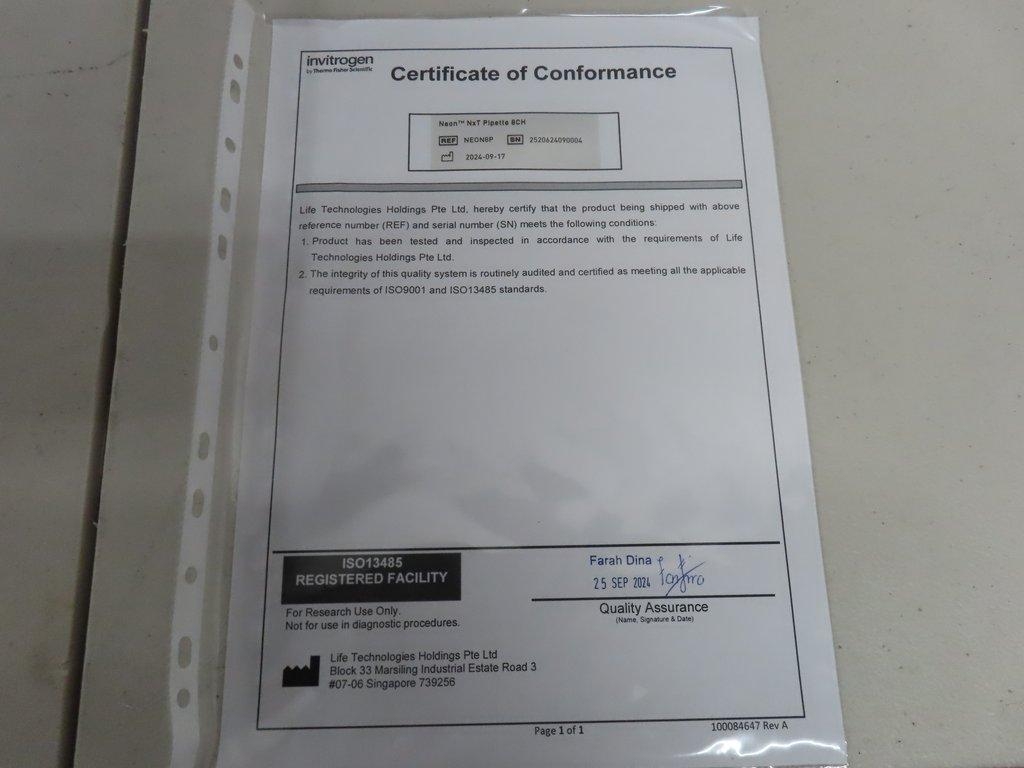 invitrogen
by Thermo Fisher Scientific
Certificate of Conformance
Neon™ NxT Pipette 8CH
REF NEON8P SN 2520624090004
2024-09-17
Life Technologies Holdings Pte Ltd, hereby certify that the product being shipped with above
reference number (REF) and serial number (SN) meets the following conditions:
1. Product has been tested and inspected in accordance with the requirements of Life
Technologies Holdings Pte Ltd.
2. The integrity of this quality system is routinely audited and certified as meeting all the applicable
requirements of ISO9001 and ISO13485 standards.
ISO13485
REGISTERED FACILITY
Farah Dina
25 SEP 2024
Quality Assurance
(Name, Signature & Date)
For Research Use Only.
Not for use in diagnostic procedures.
Life Technologies Holdings Pte Ltd
Block 33 Marsiling Industrial Estate Road 3
#07-06 Singapore 739256
Page 1 of 1
100084647 Rev A